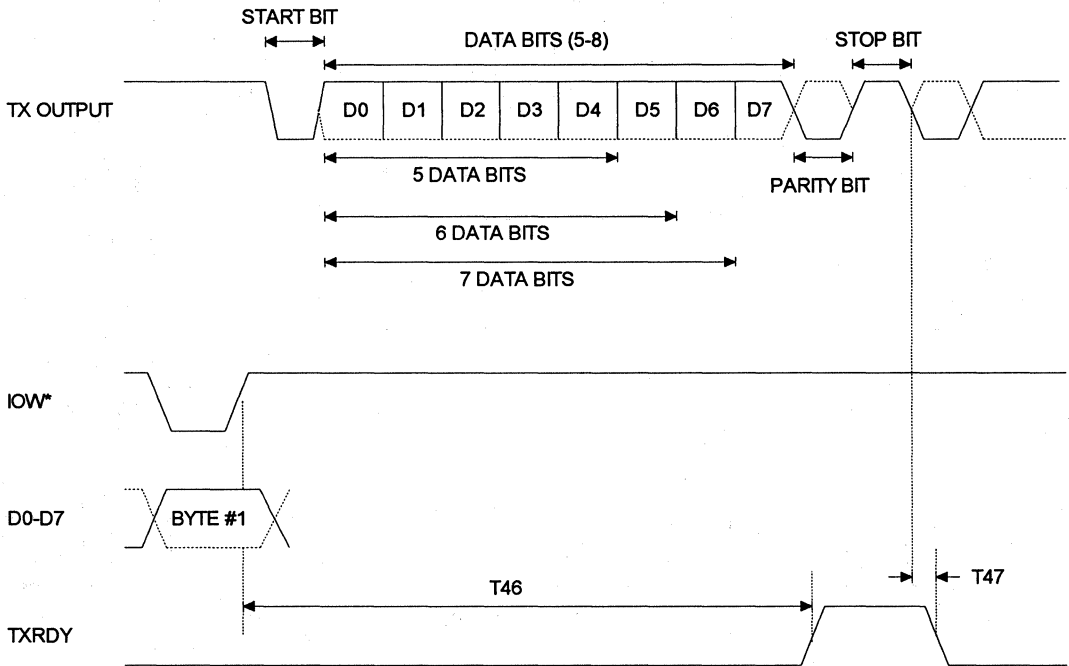 START BIT
DATA BITS (5-8)
STOP BIT
TX OUTPUT
D0 D1 D2 D3 D4 D5 D6 D7
5 DATA BITS
PARITY BIT
6 DATA BITS
7 DATA BITS
IOW*
D0-D7
BYTE #1
T46
T47
TXRDY